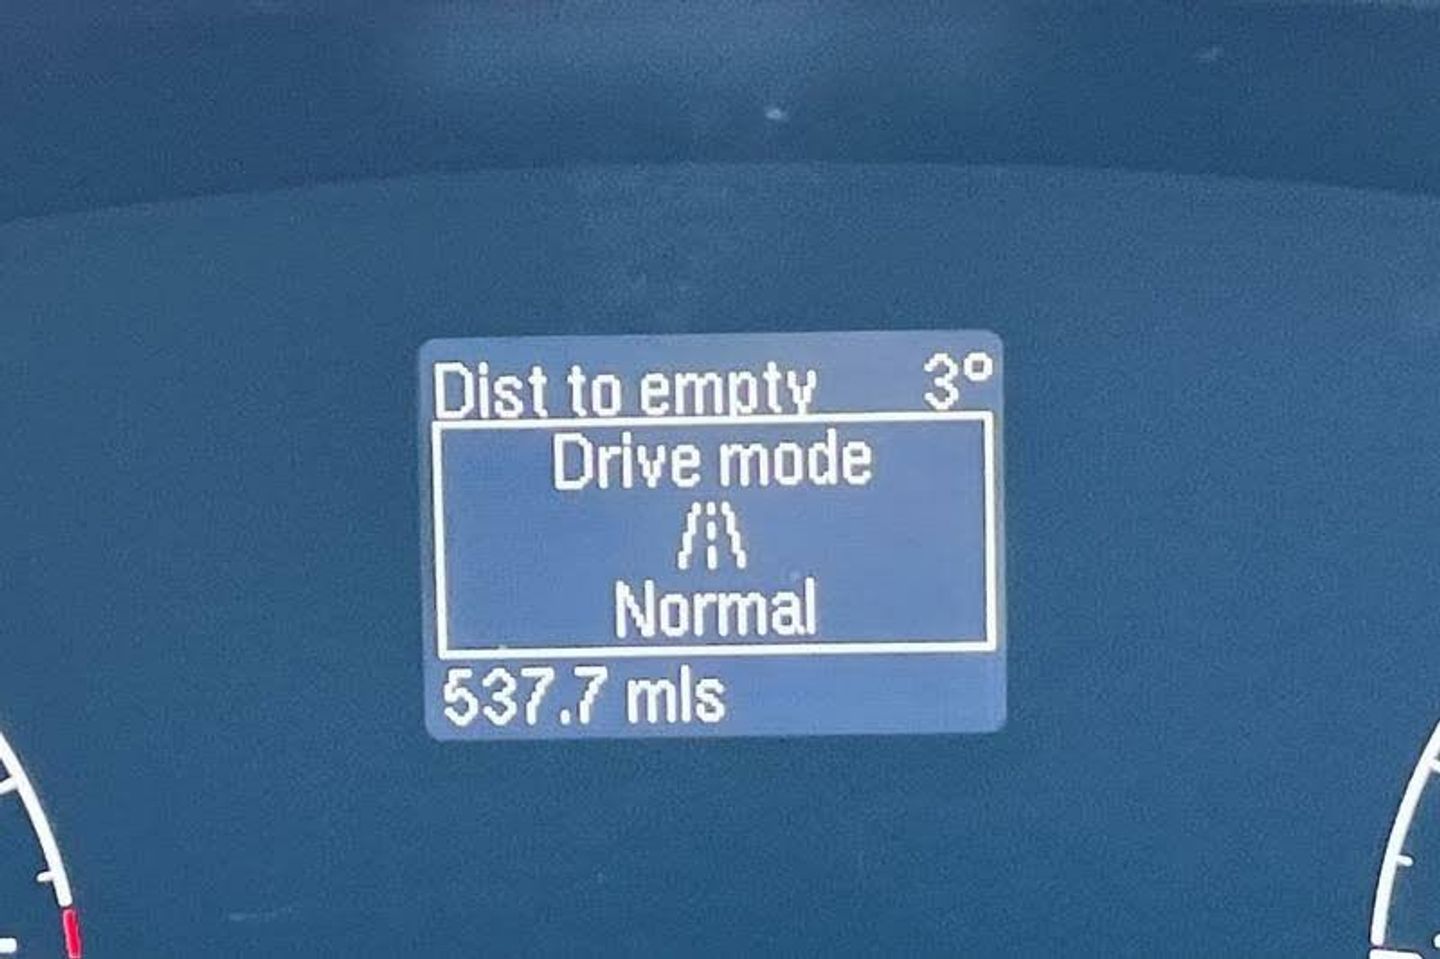 Dist to empty 3°
Drive mode
Normal
537.7 mls